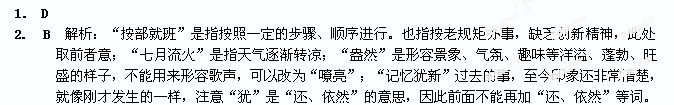 1. D
2. B 解析：“按部就班”是指按照一定的步骤、顺序进行。也指按老规矩办事，缺乏创新精神，此处
取前者意；“七月流火”是指天气逐渐转凉；“盎然”是形容景象、气氛、趣味等洋溢、蓬勃、旺
盛的样子，不能用来形容歌声，可以改为“嘹亮”；“记忆犹新”过去的事，至今印象还非常清楚，
就像刚才发生的一样，注意“犹”是“还、依然”的意思，因此前面不能再加“还、依然”等词。